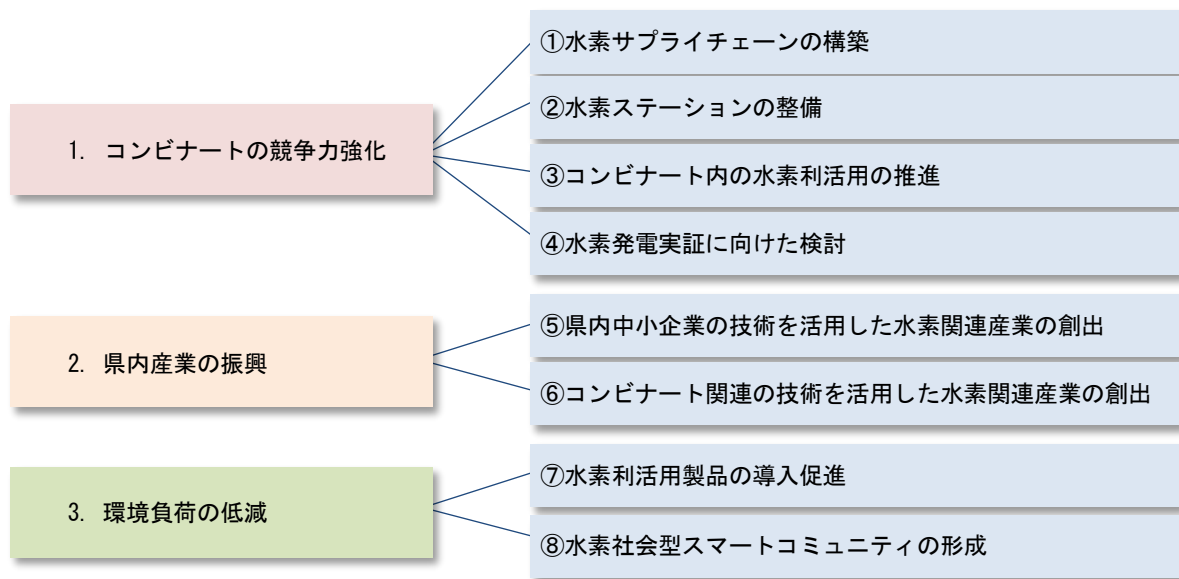 1. コンビナートの競争力強化
①水素サプライチェーンの構築
②水素ステーションの整備
③コンビナート内の水素利活用の推進
④水素発電実証に向けた検討
2. 県内産業の振興
⑤県内中小企業の技術を活用した水素関連産業の創出
⑥コンビナート関連の技術を活用した水素関連産業の創出
3. 環境負荷の低減
⑦水素利活用製品の導入促進
⑧水素社会型スマートコミュニティの形成